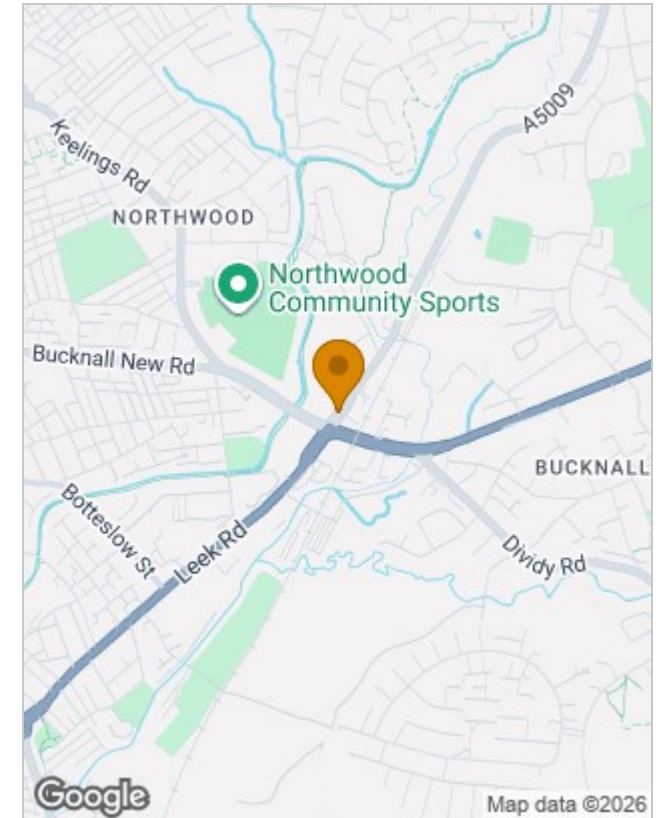 A5009
Keelings Rd
NORTHWOOD
Northwood
Community Sports
Bucknall New Rd
BUCKNALL
Botteslow St
Leek Rd
Dividy Rd
Google
Map data ©2026